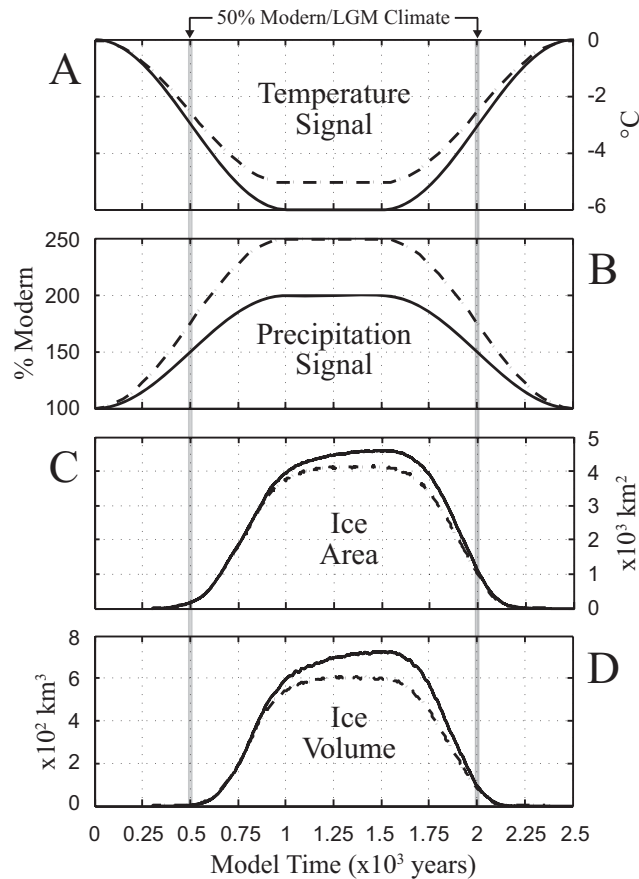 50% Modern/LGM Climate
A
Temperature
Signal
0
-2
-4
-6
°C
250
200
150
100
% Modern
B
Precipitation
Signal
C
Ice
Area
5
4
3
2
1
0
x10³ km²
8
6
4
2
0
x10² km³
D
Ice
Volume
0 0.25 0.5 0.75 1 1.25 1.5 1.75 2 2.25 2.5
Model Time (x10³ years)